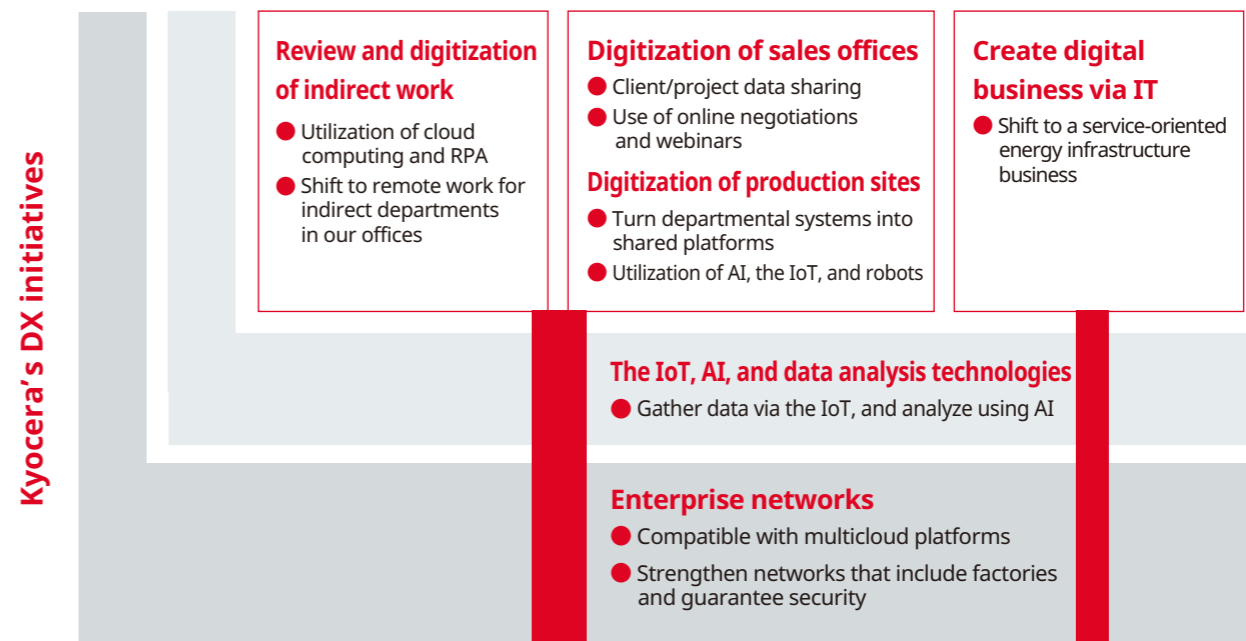 Kyocera's DX initiatives
Review and digitization
of indirect work
● Utilization of cloud
computing and RPA
● Shift to remote work for
indirect departments
in our offices
Digitization of sales offices
● Client/project data sharing
● Use of online negotiations
and webinars
Digitization of production sites
● Turn departmental systems into
shared platforms
● Utilization of AI, the IoT, and robots
Create digital
business via IT
● Shift to a service-oriented
energy infrastructure
business
The IoT, AI, and data analysis technologies
● Gather data via the IoT, and analyze using AI
Enterprise networks
● Compatible with multicloud platforms
● Strengthen networks that include factories
and guarantee security